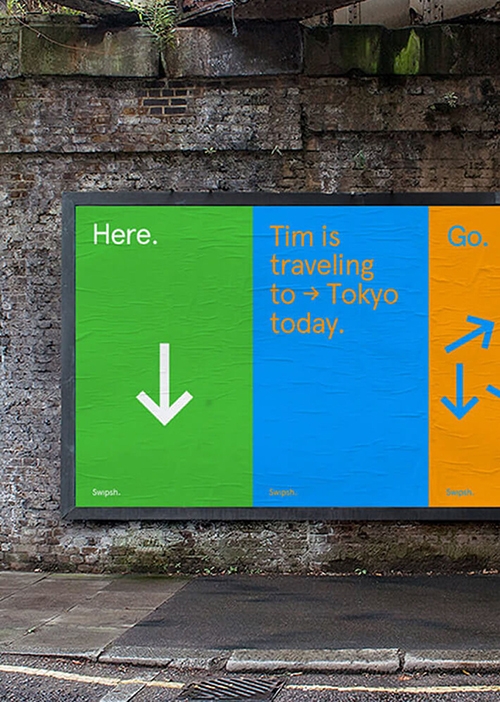 Here.
Swipsh.
Tim is
traveling
to → Tokyo
today.
Swipsh.
Go.
Swipsh.